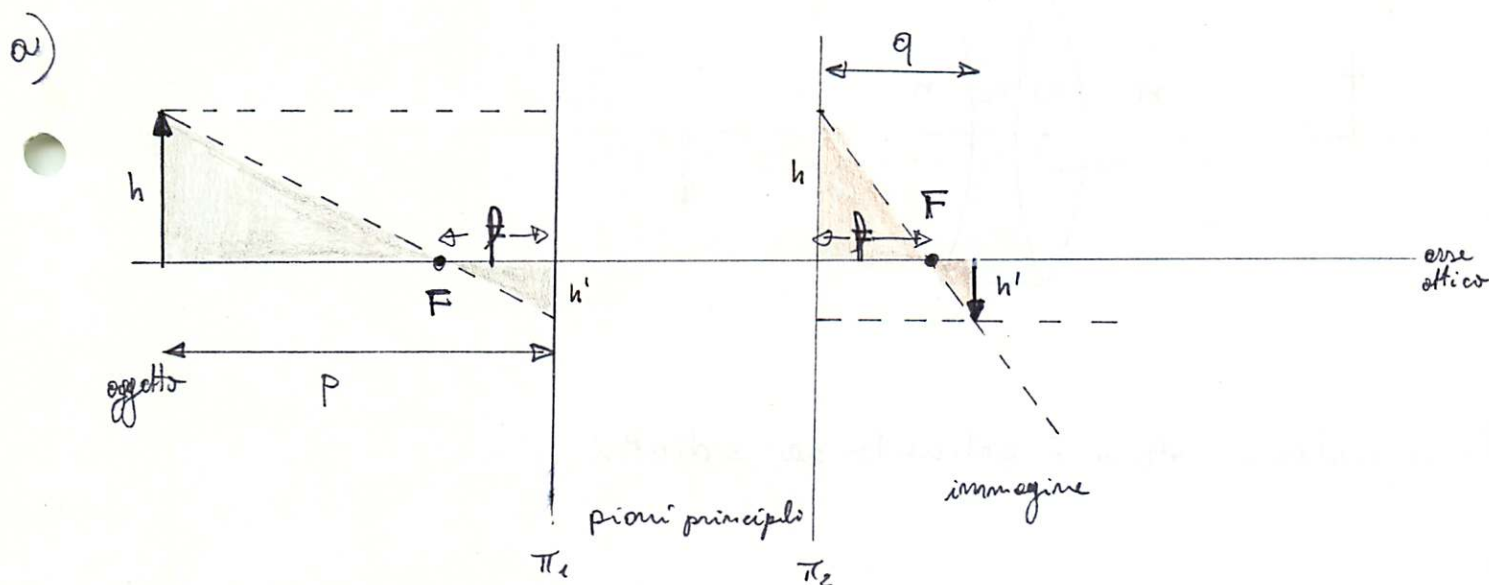 a)
q
h
f
F
h'
h
f
F
h'
asse
ottico
oggetto
p
immagine
piani principali
π₁
π₂